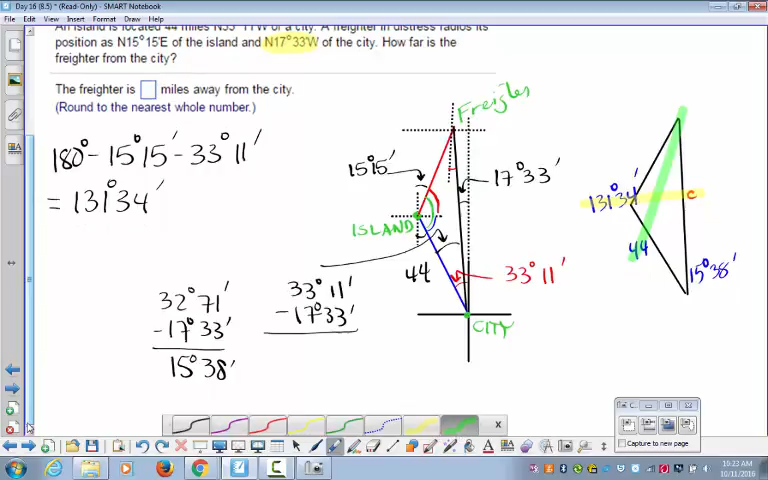 Day 16 (8.5) * (Read-Only) - SMART Notebook
File Edit View Insert Format Tools Add-ons Help
An island is located 44 miles N33°11'W of a city. A freighter in distress radios its
position as N15°15'E of the island and N17°33'W of the city. How far is the
freighter from the city?
The freighter is miles away from the city.
(Round to the nearest whole number.)
Freighter
180° - 15°15' - 33°11'
= 131°34'
15°15'
17°33'
131°34'
c
ISLAND
44
44
15°38'
33°11'
32°71'
- 17°33'
15°38'
33°11'
- 17°33'
CITY
Capture to new page
10:23 AM
10/11/2016